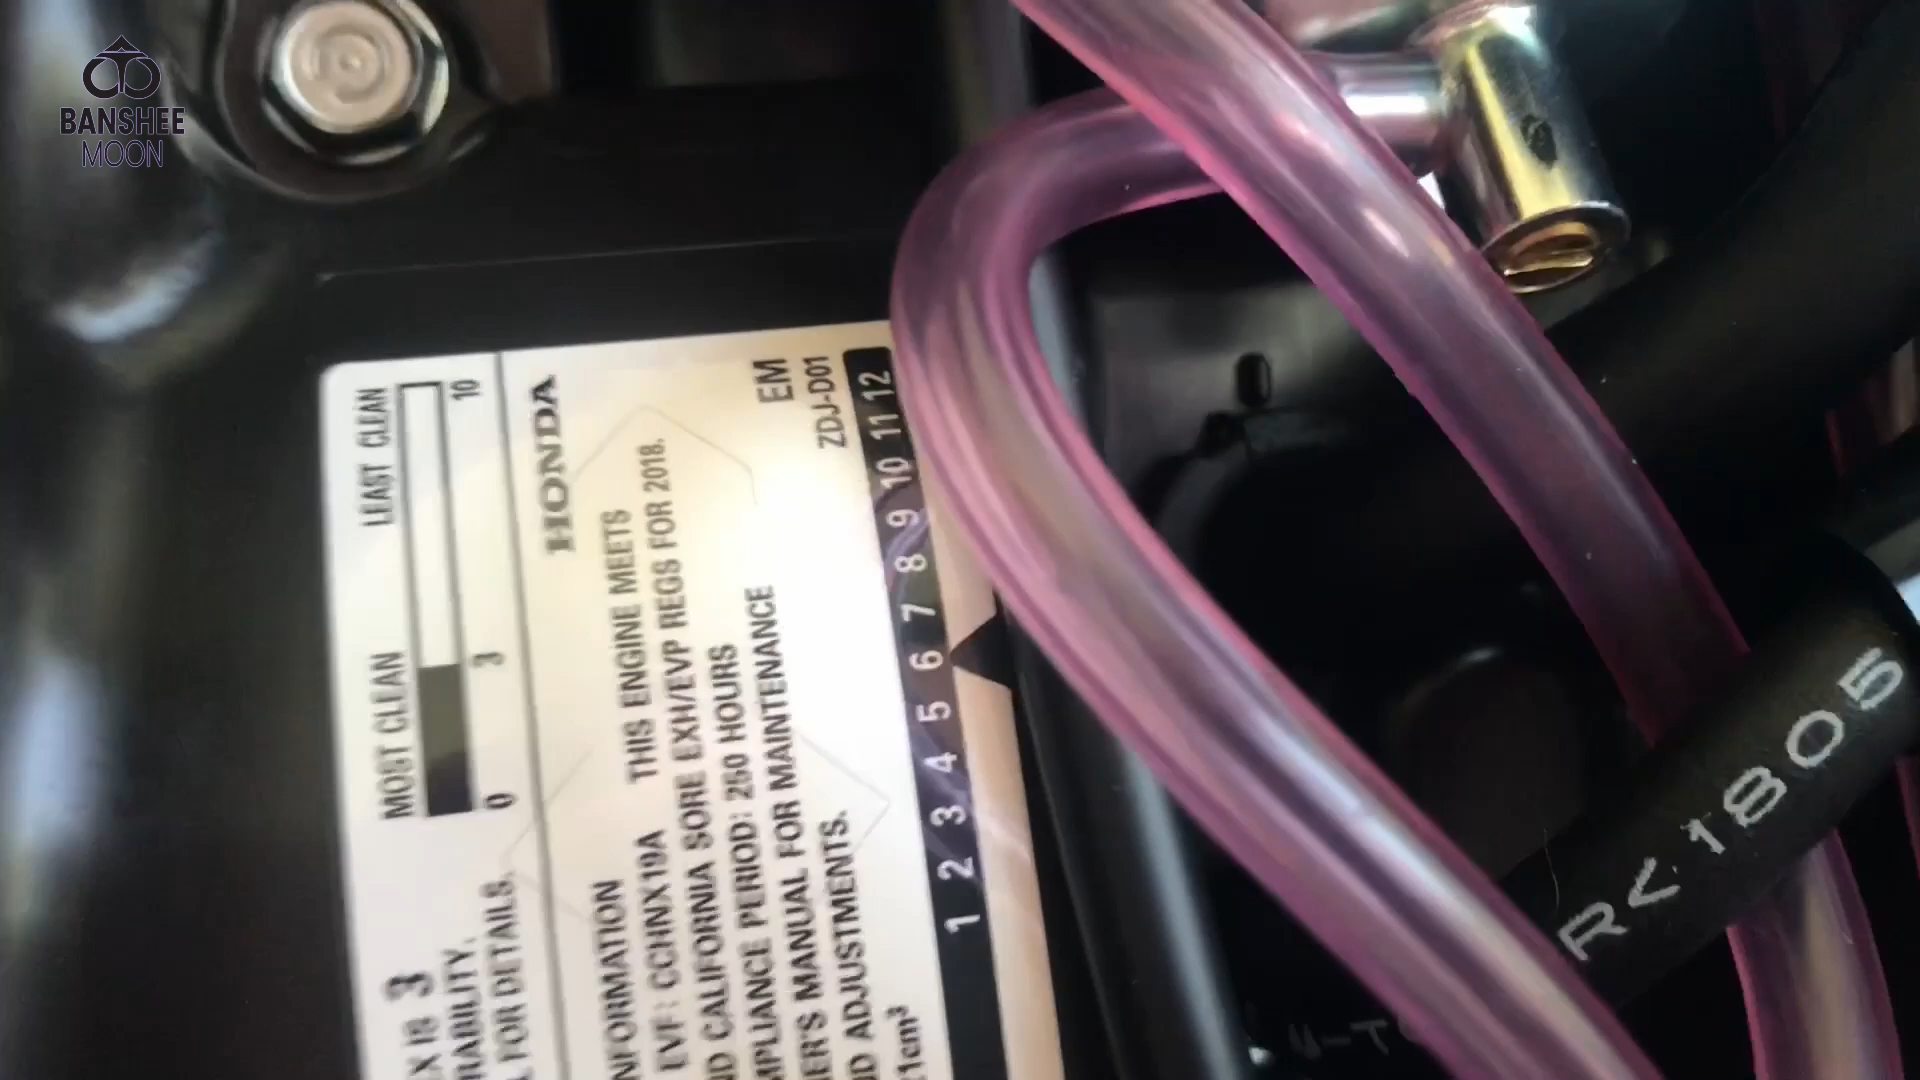 BANSHEE
MOON
LEAST CLEAN
MOST CLEAN
10
3
0
3
FOR DETAILS.
HONDA
EM
ZDJ-D01
INFORMATION
THIS ENGINE MEETS
EVF: CCHNX19A
CALIFORNIA SORE EXH/EVP REGS FOR 2018.
PERIOD: 250 HOURS
MANUAL FOR MAINTENANCE
ADJUSTMENTS.
1 2 3 4 5 6 7 8 9 10 11 12
R<1805